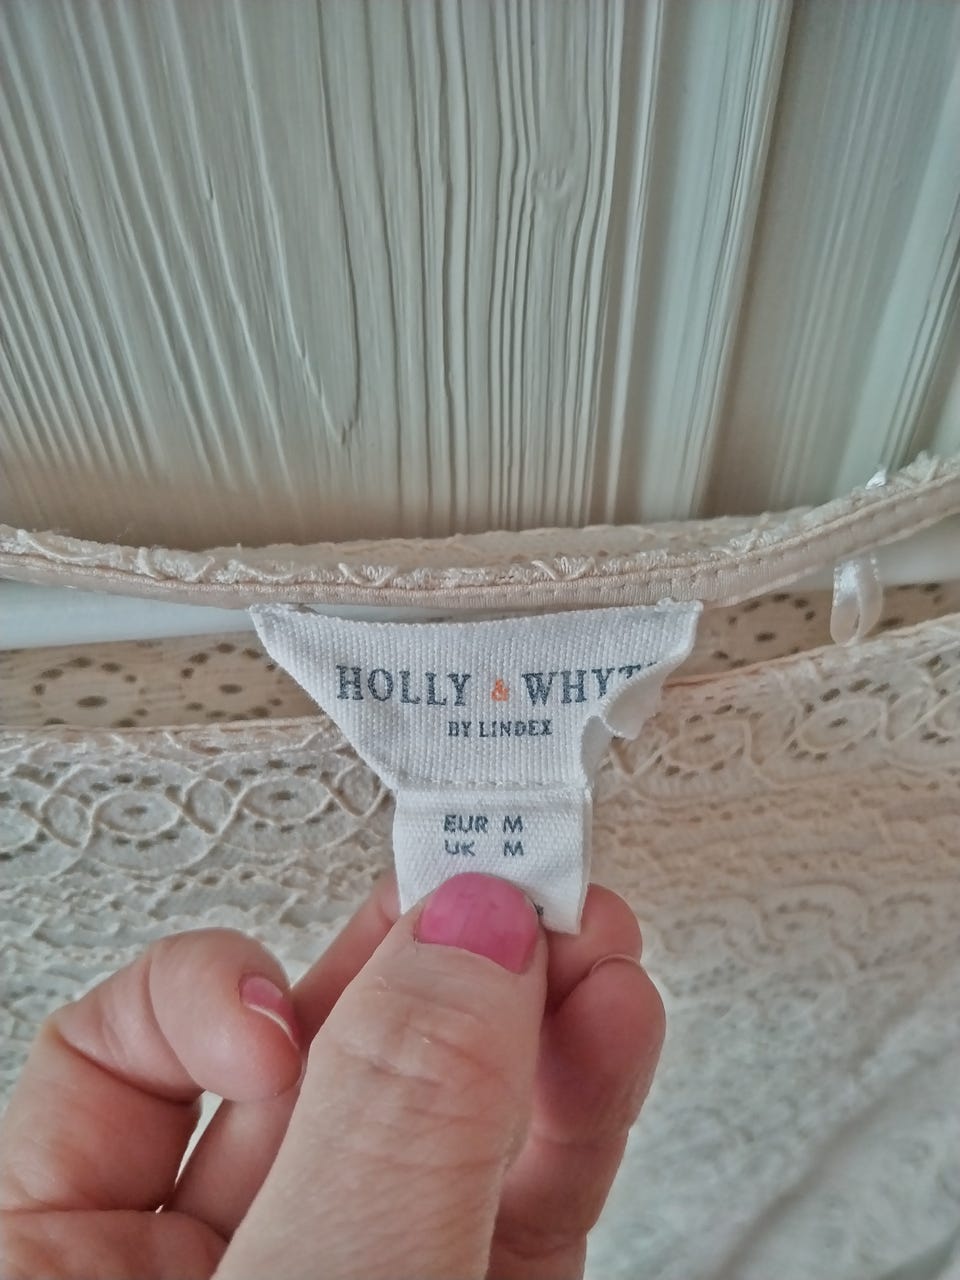 HOLLY & WHYT
BY LINDEX
EUR M
UK M